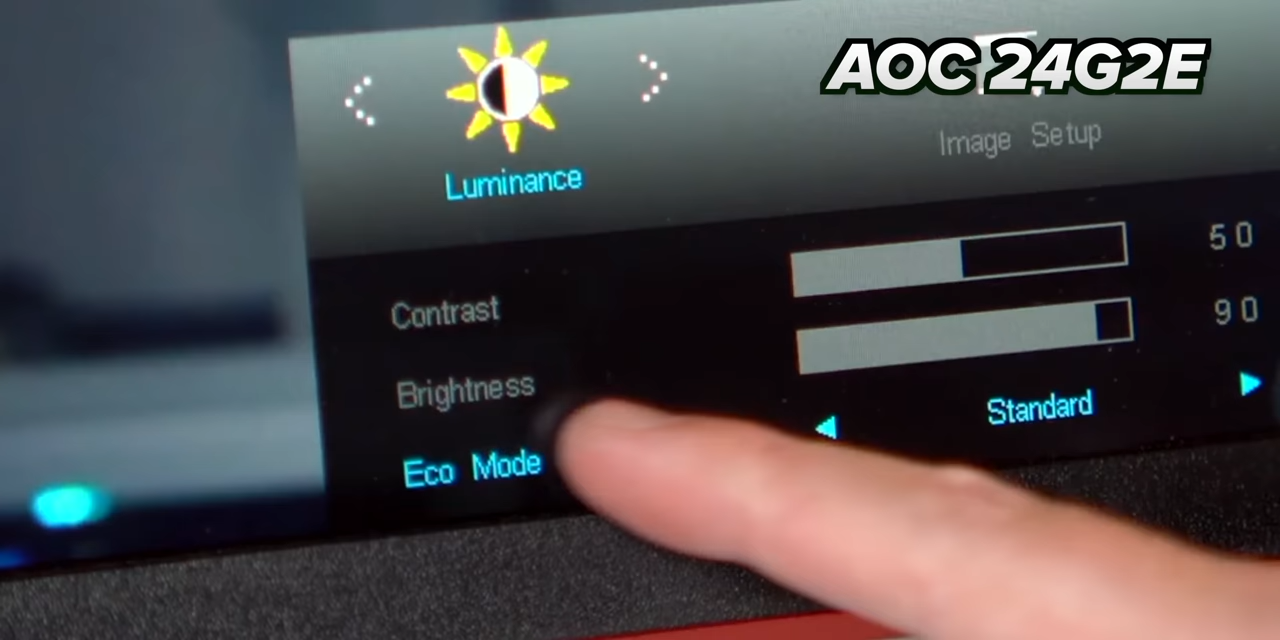 AOC 24G2E
Luminance
Image Setup
Contrast 50
Brightness 90
Eco Mode Standard